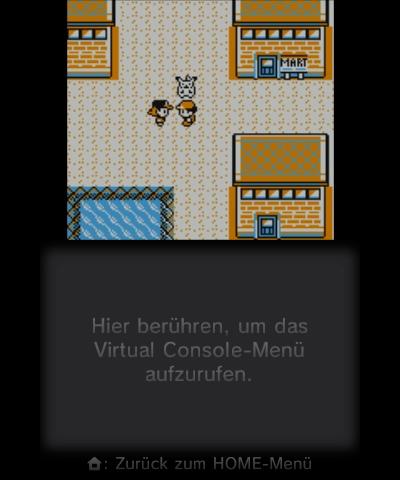 MART
Hier berühren, um das
Virtual Console-Menü
aufzurufen.
: Zurück zum HOME-Menü